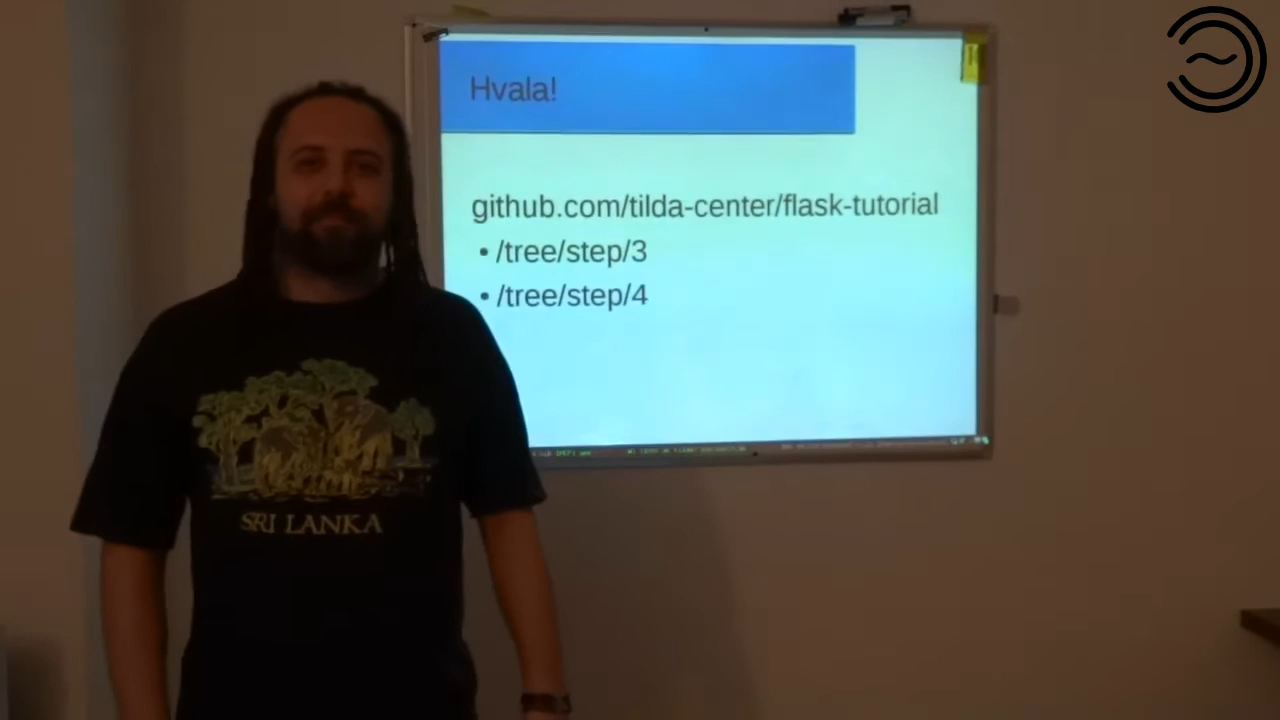 Hvala!
github.com/tilda-center/flask-tutorial
• /tree/step/3
• /tree/step/4
SRI LANKA